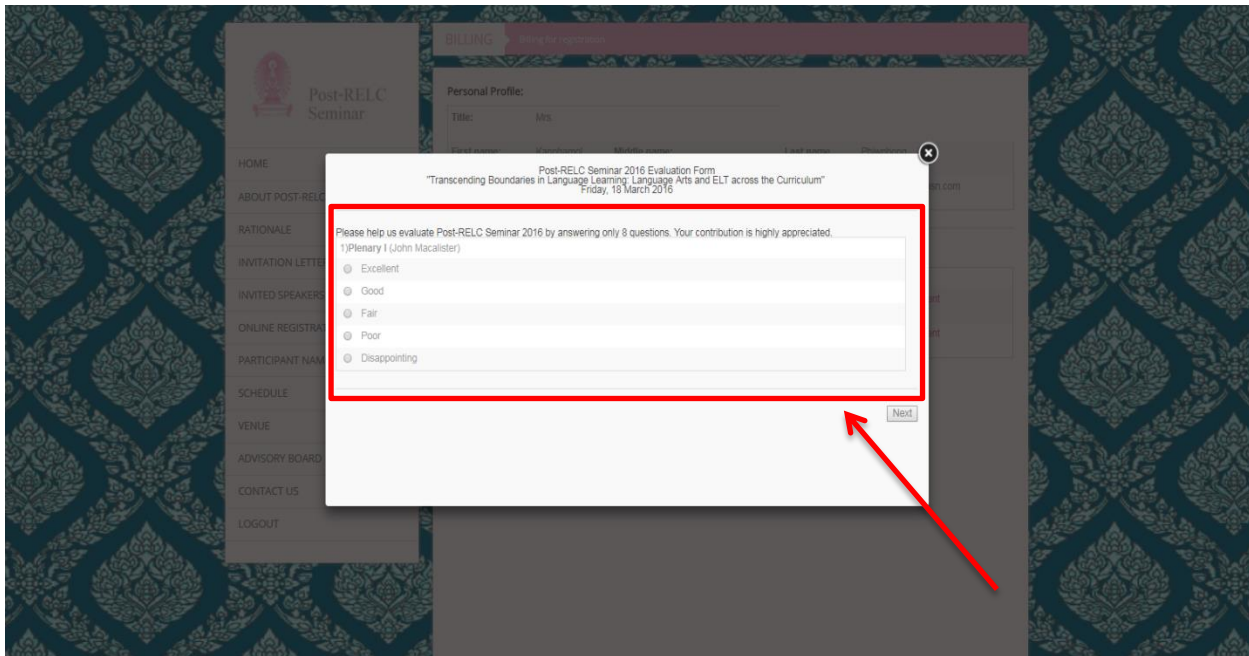 BILLING
Billing for registration
Post-RELC
Seminar
HOME
ABOUT POST-RELC
RATIONALE
INVITATION LETTE
INVITED SPEAKERS
ONLINE REGISTRA
PARTICIPANT NAM
SCHEDULE
VENUE
ADVISORY BOARD
CONTACT US
LOGOUT
Personal Profile:
Title: Mrs.
First name: Middle name: Last name:
Post-RELC Seminar 2016 Evaluation Form
"Transcending Boundaries in Language Learning: Language Arts and ELT across the Curriculum"
Friday, 18 March 2016
Please help us evaluate Post-RELC Seminar 2016 by answering only 8 questions. Your contribution is highly appreciated.
1)Plenary I (John Macalister)
Excellent
Good
Fair
Poor
Disappointing
Next